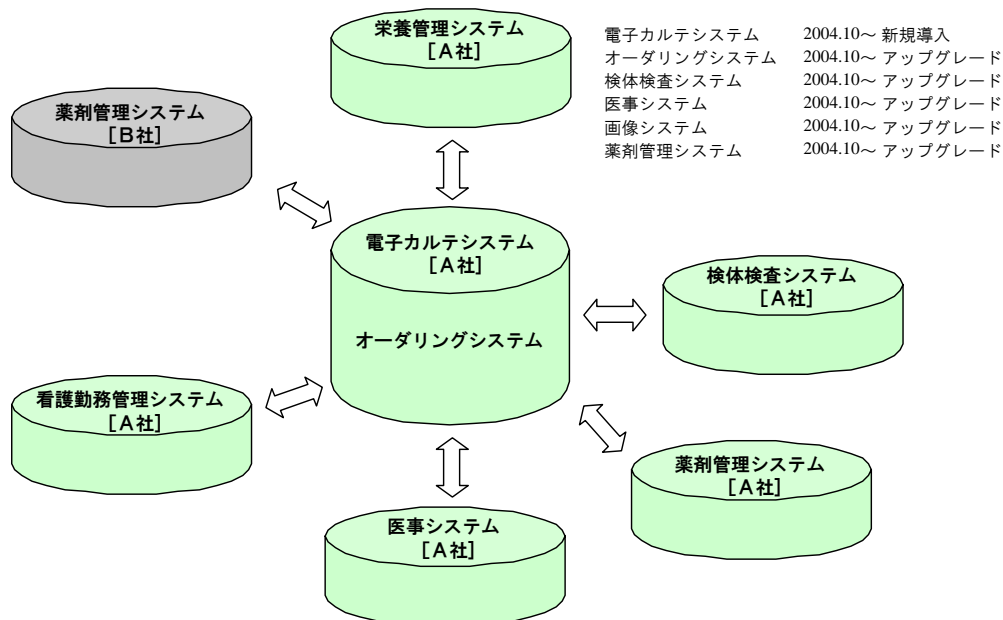 栄養管理システム
[A社]
電子カルテシステム 2004.10～ 新規導入
オーダリングシステム 2004.10～ アップグレード
検体検査システム 2004.10～ アップグレード
医事システム 2004.10～ アップグレード
画像システム 2004.10～ アップグレード
薬剤管理システム 2004.10～ アップグレード
薬剤管理システム
[B社]
電子カルテシステム
[A社]
オーダリングシステム
検体検査システム
[A社]
看護勤務管理システム
[A社]
薬剤管理システム
[A社]
医事システム
[A社]